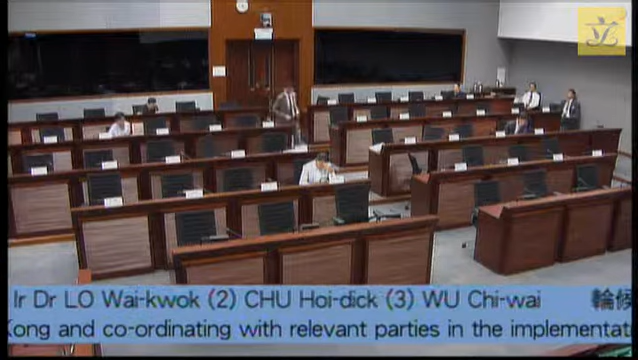 立
Ir Dr LO Wai-kwok (2) CHU Hoi-dick (3) WU Chi-wai 輪候
Kong and co-ordinating with relevant parties in the implementat